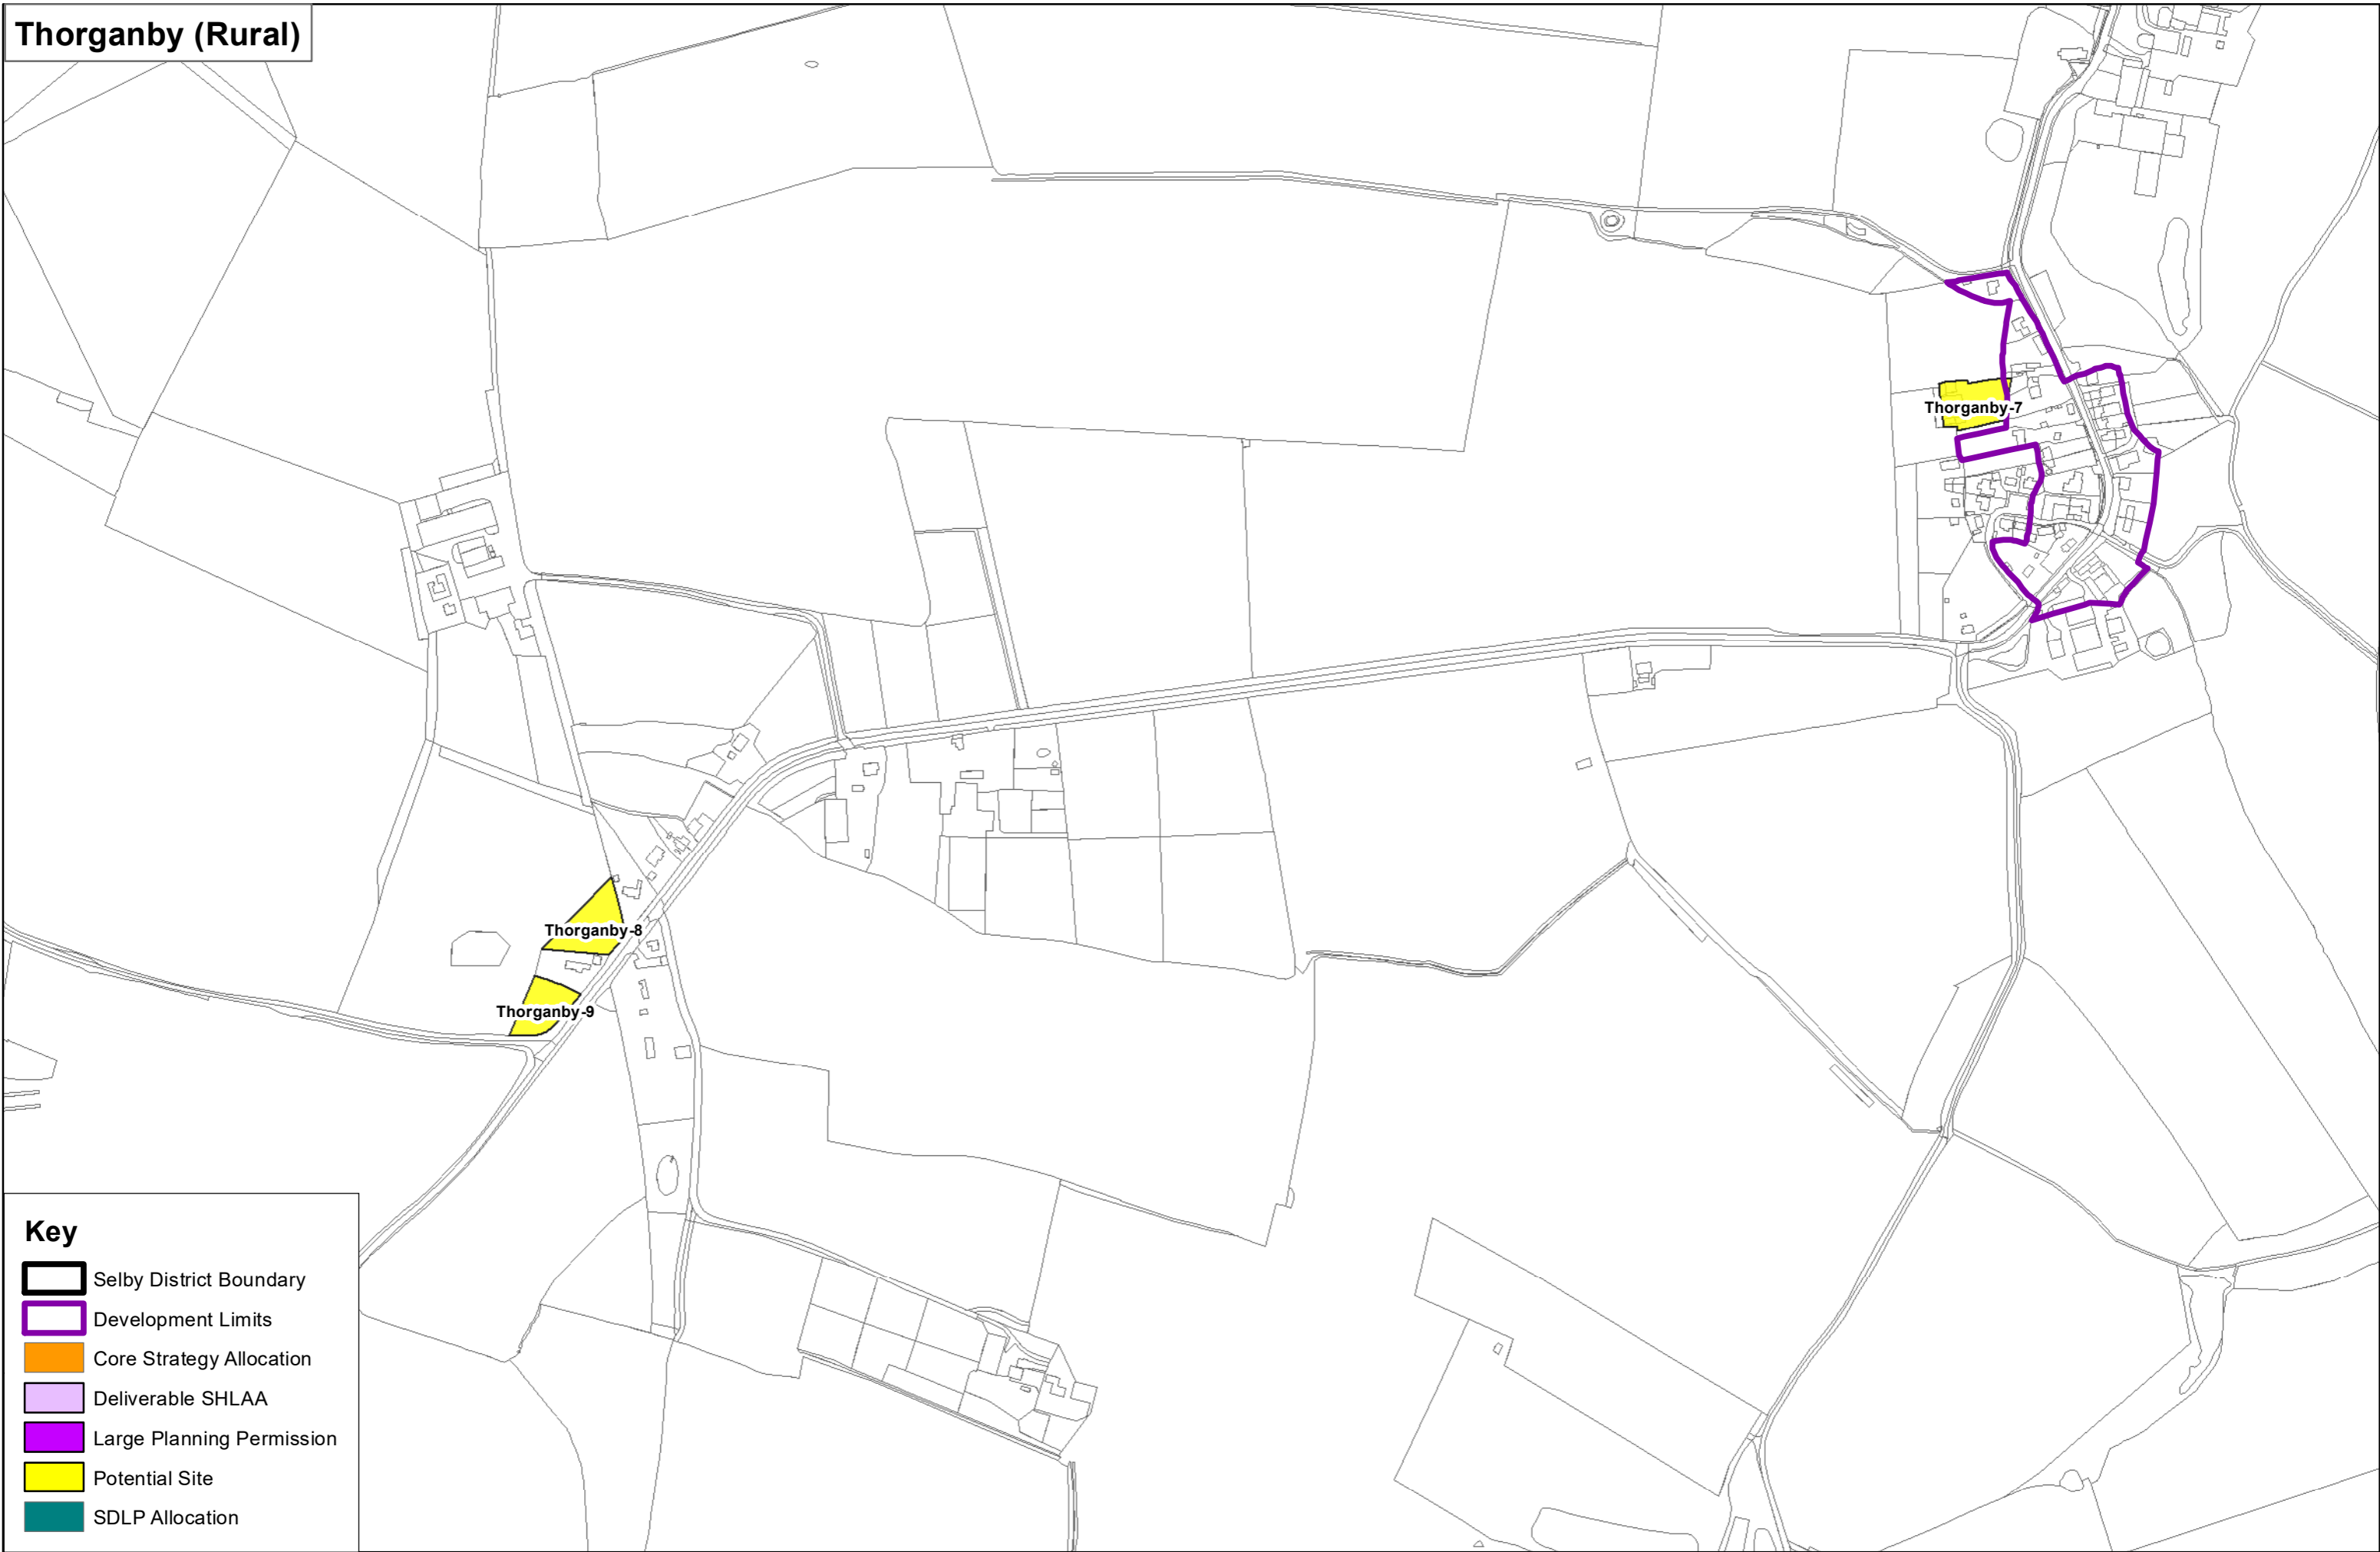 Thorganby (Rural)
Thorganby-7
Thorganby-8
Thorganby-9
Key
Selby District Boundary
Development Limits
Core Strategy Allocation
Deliverable SHLAA
Large Planning Permission
Potential Site
SDLP Allocation